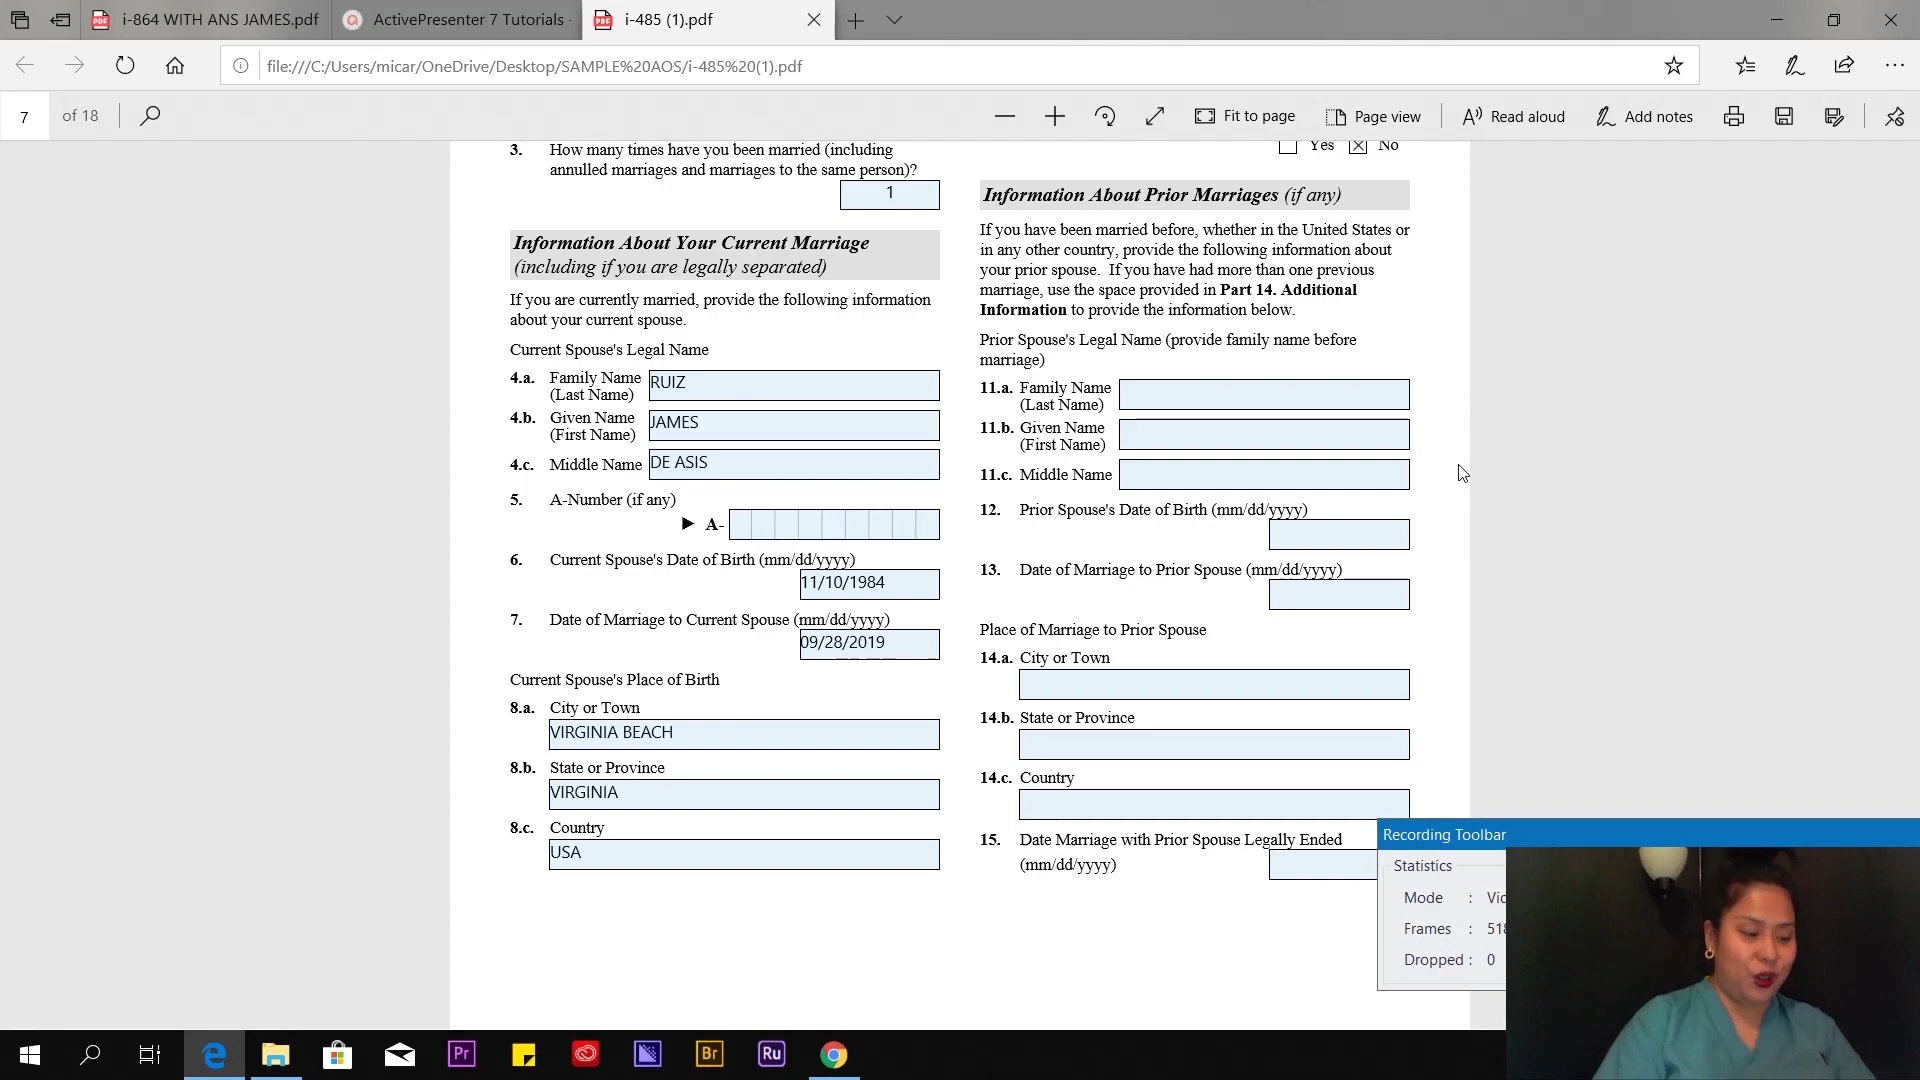 i-864 WITH ANS JAMES.pdf
ActivePresenter 7 Tutorials -
i-485 (1).pdf
file:///C:/Users/micar/OneDrive/Desktop/SAMPLE%20AOS/i-485%20(1).pdf
7 of 18
Fit to page
Page view
Read aloud
Add notes
3. How many times have you been married (including
annulled marriages and marriages to the same person)?
1
Information About Your Current Marriage
(including if you are legally separated)
If you are currently married, provide the following information
about your current spouse.
Current Spouse's Legal Name
4.a. Family Name
(Last Name)
RUIZ
4.b. Given Name
(First Name)
JAMES
4.c. Middle Name
DE ASIS
5. A-Number (if any)
► A-
6. Current Spouse's Date of Birth (mm/dd/yyyy)
11/10/1984
7. Date of Marriage to Current Spouse (mm/dd/yyyy)
09/28/2019
Current Spouse's Place of Birth
8.a. City or Town
VIRGINIA BEACH
8.b. State or Province
VIRGINIA
8.c. Country
USA
Yes No
Information About Prior Marriages (if any)
If you have been married before, whether in the United States or
in any other country, provide the following information about
your prior spouse. If you have had more than one previous
marriage, use the space provided in Part 14. Additional
Information to provide the information below.
Prior Spouse's Legal Name (provide family name before
marriage)
11.a. Family Name
(Last Name)
11.b. Given Name
(First Name)
11.c. Middle Name
12. Prior Spouse's Date of Birth (mm/dd/yyyy)
13. Date of Marriage to Prior Spouse (mm/dd/yyyy)
Place of Marriage to Prior Spouse
14.a. City or Town
14.b. State or Province
14.c. Country
15. Date Marriage with Prior Spouse Legally Ended
(mm/dd/yyyy)
Recording Toolbar
Statistics
Mode :
Frames : 518
Dropped : 0
Pr
Br
Ru